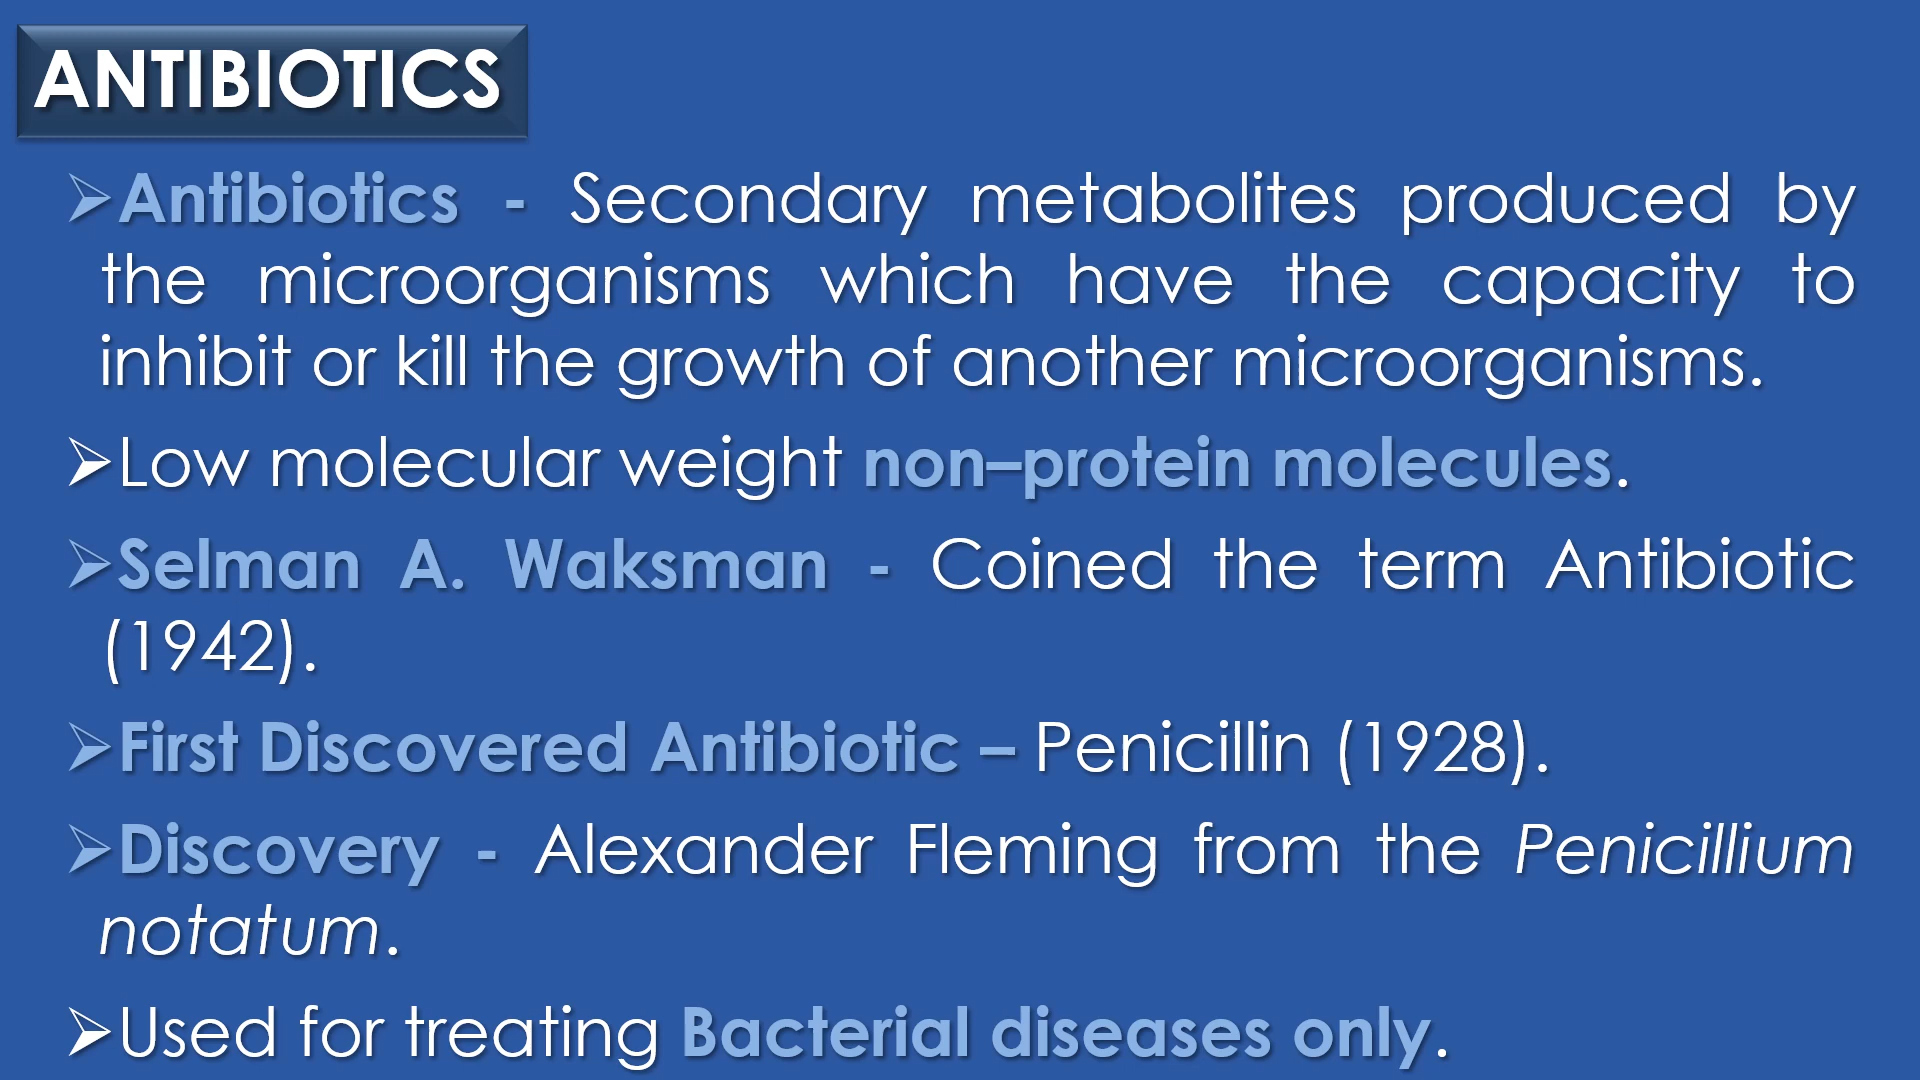 ANTIBIOTICS
➢Antibiotics - Secondary metabolites produced by
the microorganisms which have the capacity to
inhibit or kill the growth of another microorganisms.
➢Low molecular weight non–protein molecules.
➢Selman A. Waksman - Coined the term Antibiotic
(1942).
➢First Discovered Antibiotic – Penicillin (1928).
➢Discovery - Alexander Fleming from the Penicillium
notatum.
➢Used for treating Bacterial diseases only.